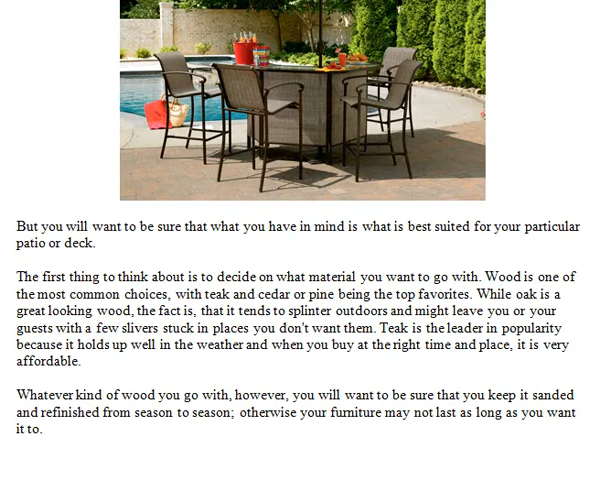 But you will want to be sure that what you have in mind is what is best suited for your particular
patio or deck.
The first thing to think about is to decide on what material you want to go with. Wood is one of
the most common choices, with teak and cedar or pine being the top favorites. While oak is a
great looking wood, the fact is, that it tends to splinter outdoors and might leave you or your
guests with a few slivers stuck in places you don't want them. Teak is the leader in popularity
because it holds up well in the weather and when you buy at the right time and place, it is very
affordable.
Whatever kind of wood you go with, however, you will want to be sure that you keep it sanded
and refinished from season to season; otherwise your furniture may not last as long as you want
it to.